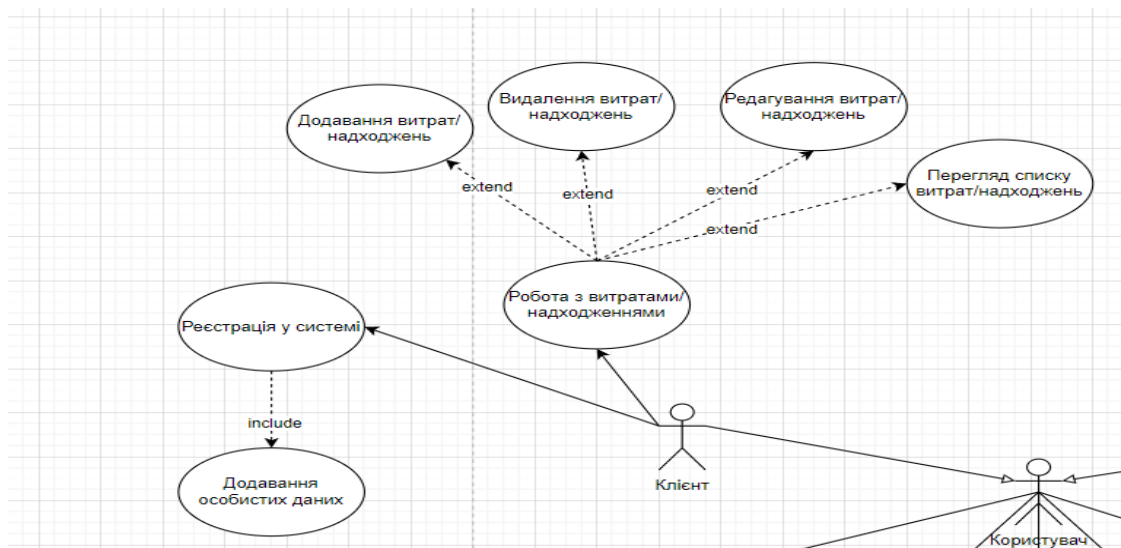 Додавання витрат/
надходжень
Видалення витрат/
надходжень
Редагування витрат/
надходжень
Перегляд списку
витрат/надходжень
extend
extend
extend
extend
Робота з витратами/
надходженнями
Реєстрація у системі
include
Додавання
особистих даних
Клієнт
Користувач